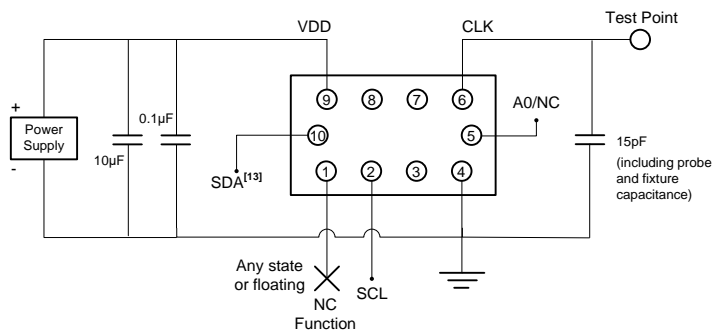 Test Point
VDD
CLK
9
8
7
6
A0/NC
+
0.1µF
Power
Supply
10
5
15pF
10µF
(including probe
and fixture
capacitance)
-
SDA[13]
1
2
3
4
Any state
or floating
NC
Function
SCL